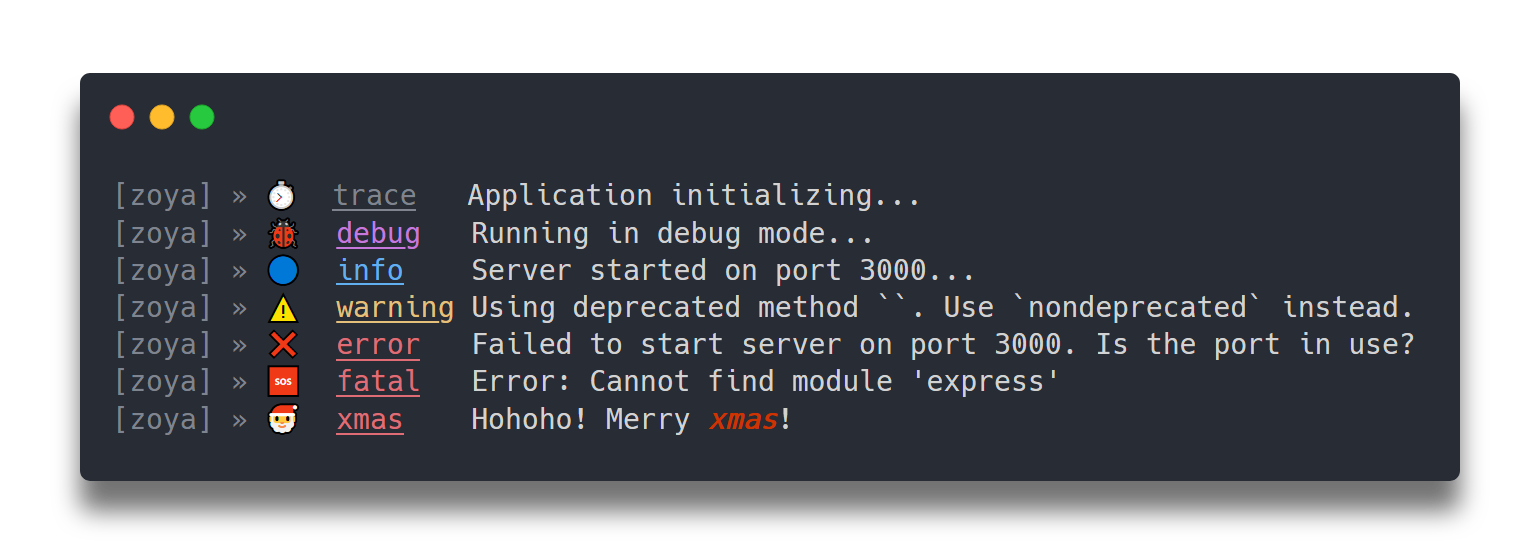 [zoya] » ⏱ trace Application initializing...
[zoya] » 🐞 debug Running in debug mode...
[zoya] » 🔵 info Server started on port 3000...
[zoya] » ⚠ warning Using deprecated method ``. Use `nondeprecated` instead.
[zoya] » ❌ error Failed to start server on port 3000. Is the port in use?
[zoya] » 🆘 fatal Error: Cannot find module 'express'
[zoya] » 🎅 xmas Hohoho! Merry xmas!